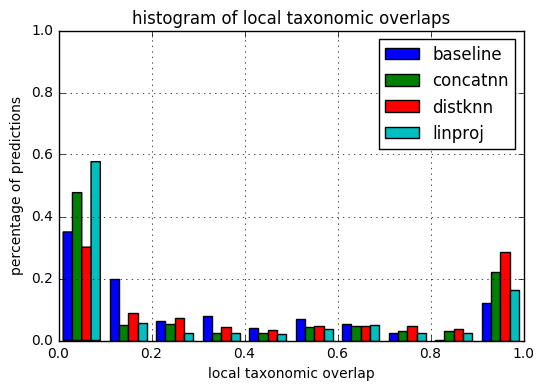 histogram of local taxonomic overlaps
1.0
0.8
0.6
0.4
0.2
0.0
percentage of predictions
baseline
concatnn
distknn
linproj
0.0 0.2 0.4 0.6 0.8 1.0
local taxonomic overlap